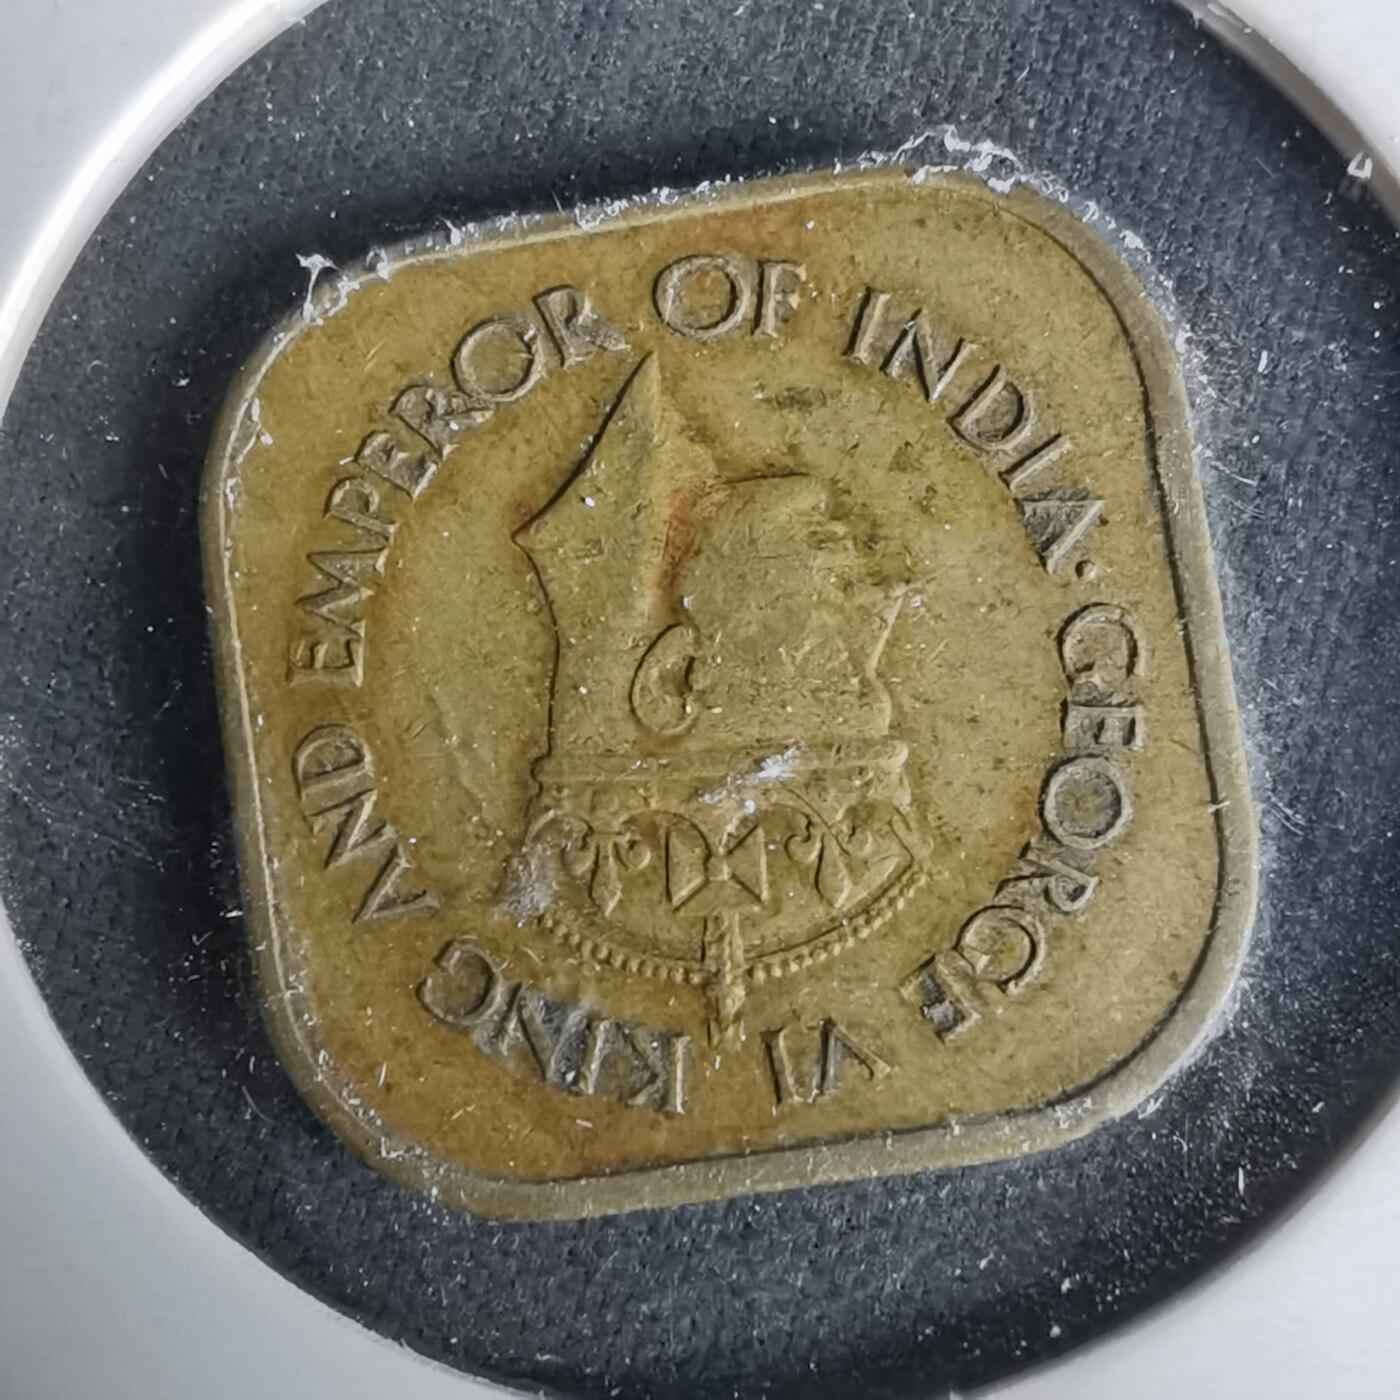 GEORGE VI KING AND EMPEROR OF INDIA·